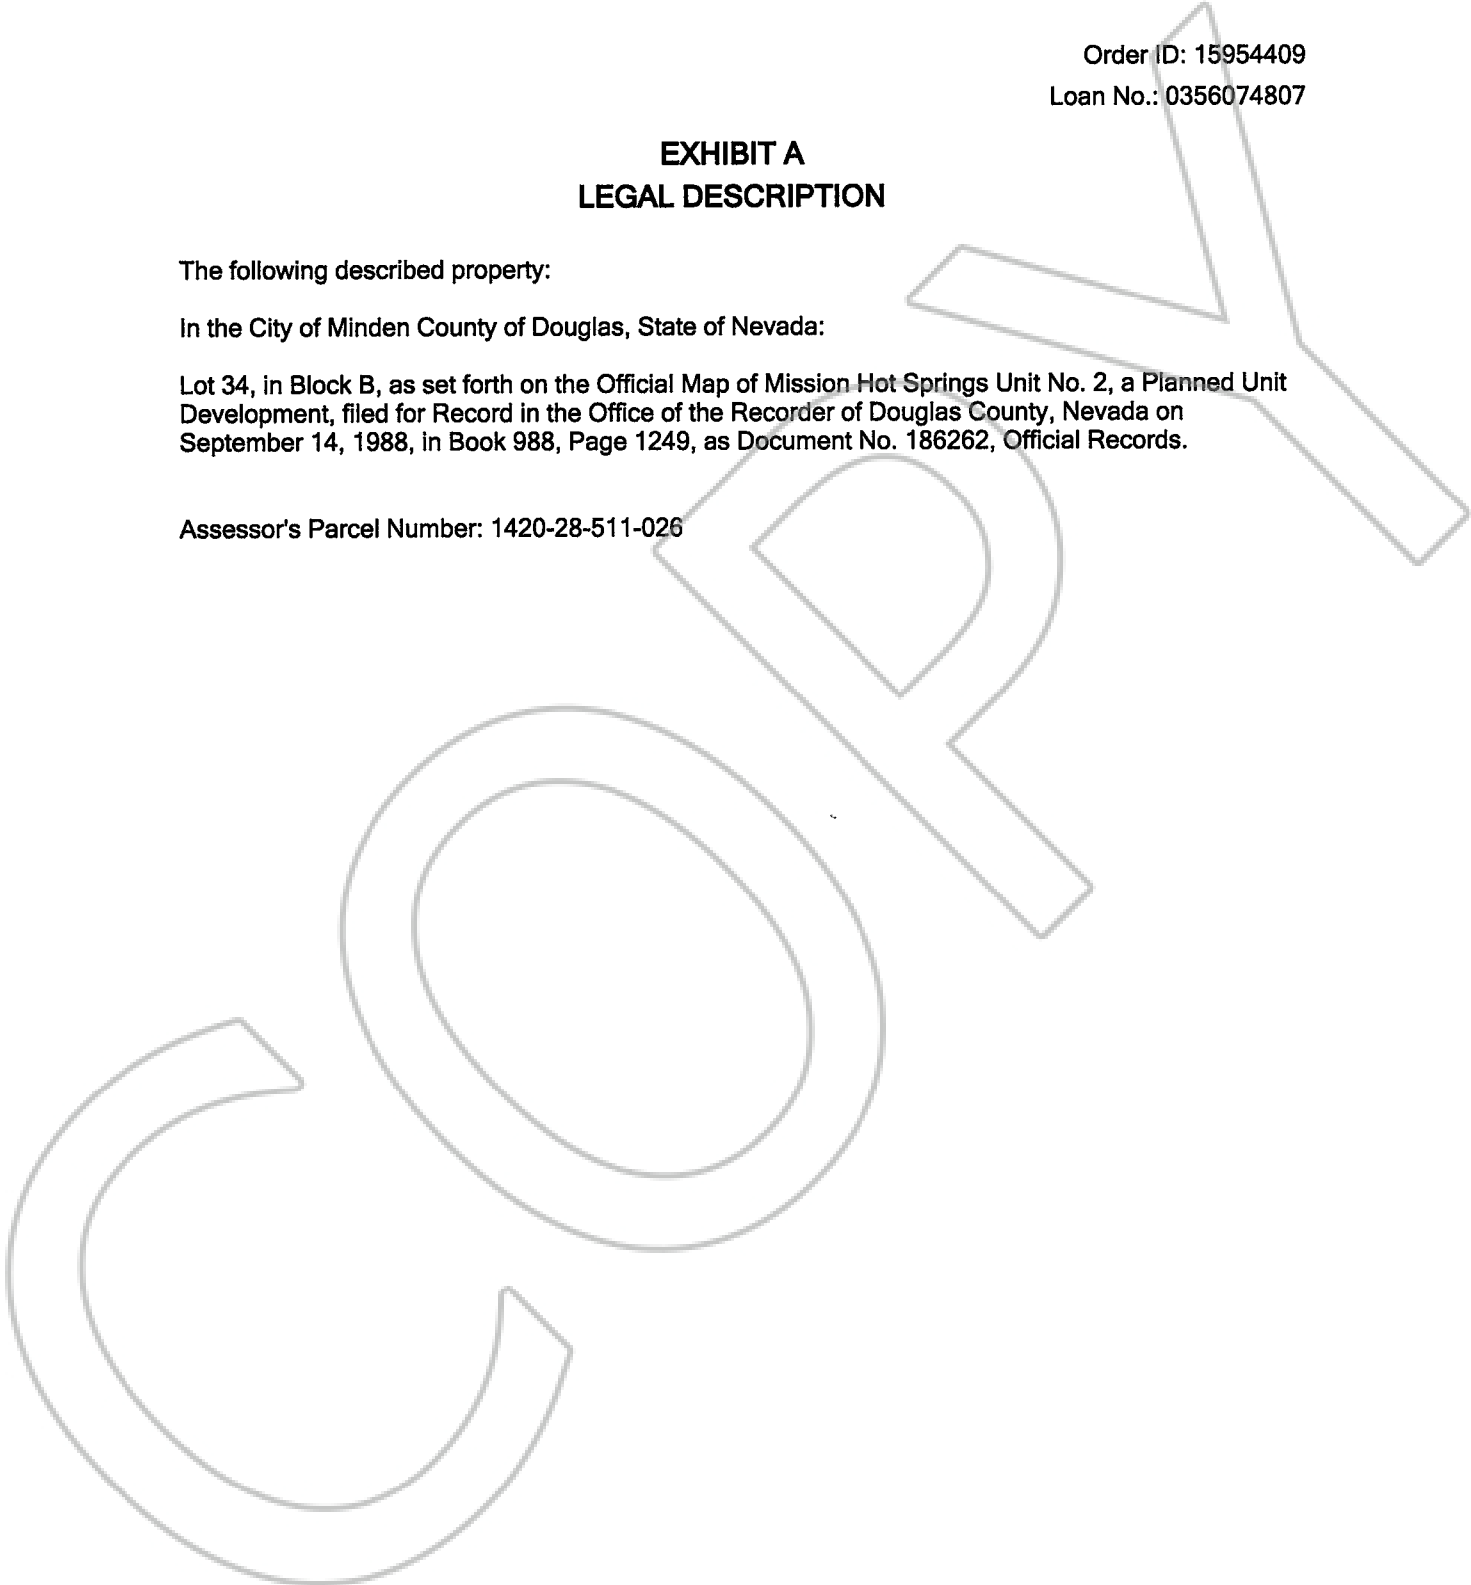 Order ID: 15954409
Loan No.: 0356074807
EXHIBIT A
LEGAL DESCRIPTION
The following described property:
In the City of Minden County of Douglas, State of Nevada:
Lot 34, in Block B, as set forth on the Official Map of Mission Hot Springs Unit No. 2, a Planned Unit
Development, filed for Record in the Office of the Recorder of Douglas County, Nevada on
September 14, 1988, in Book 988, Page 1249, as Document No. 186262, Official Records.
Assessor's Parcel Number: 1420-28-511-026
COPY